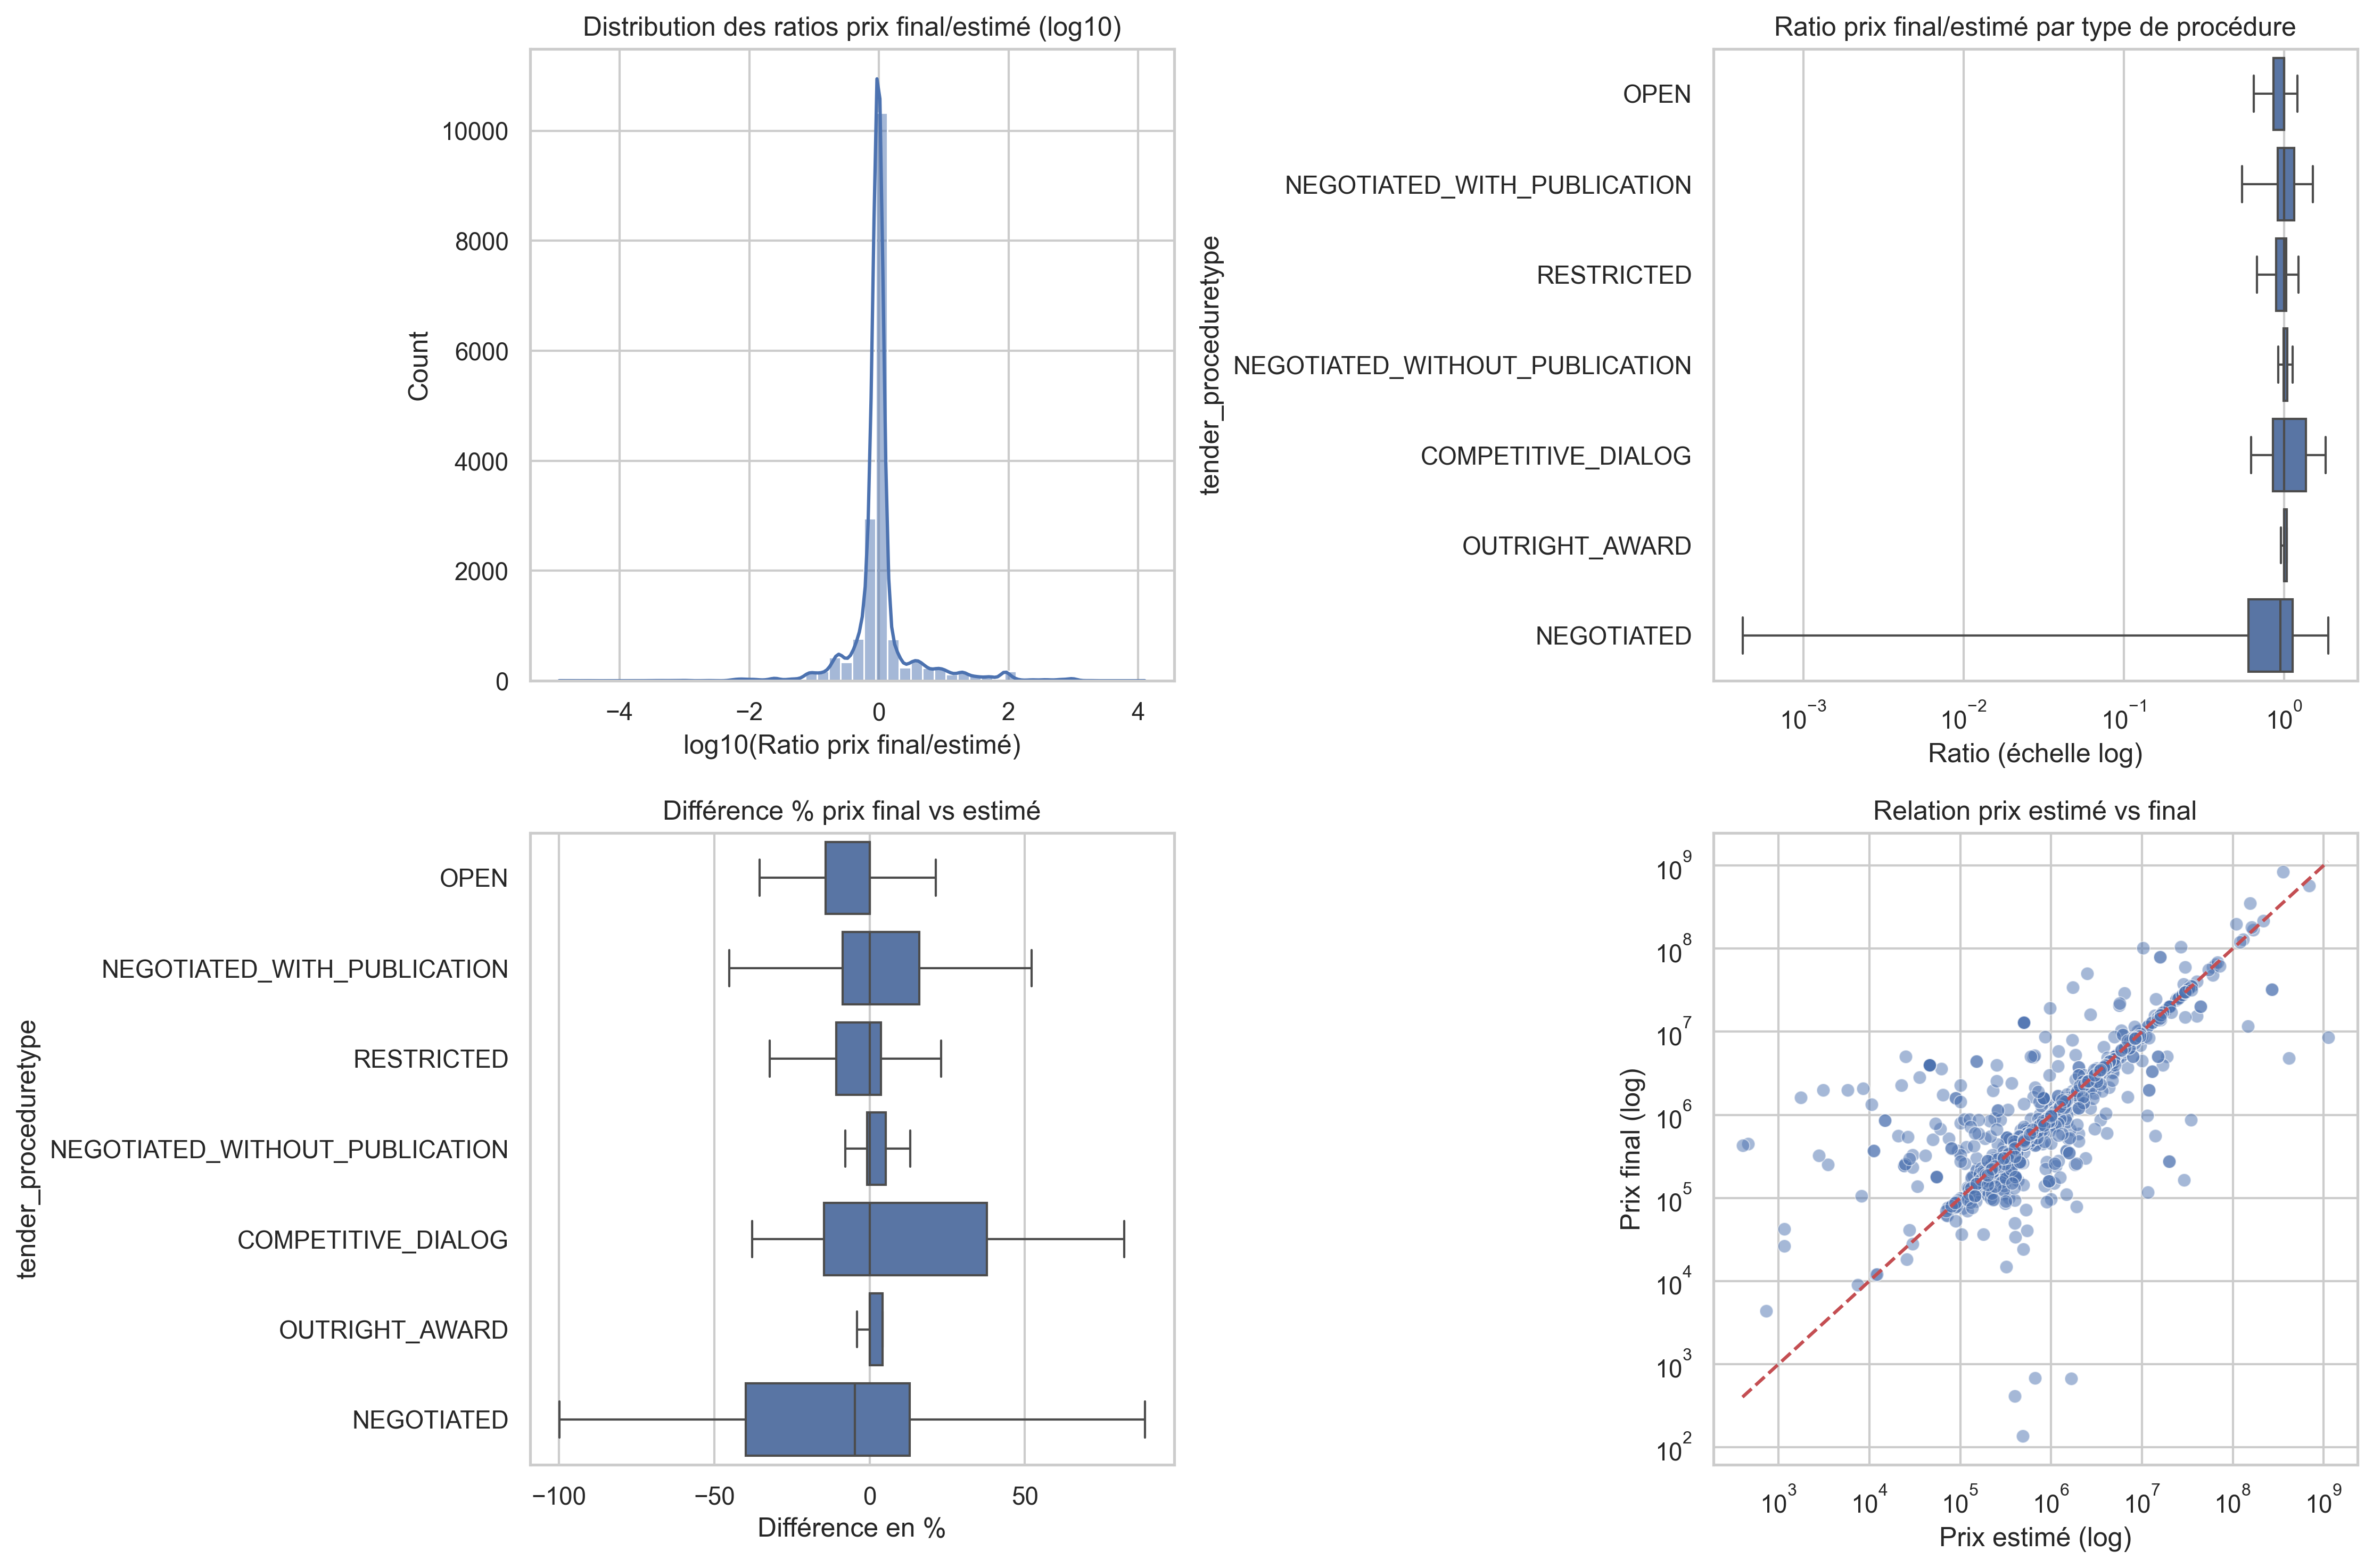 Distribution des ratios prix final/estimé (log10)
Count
10000
8000
6000
4000
2000
0
−4
−2
0
2
4
log10(Ratio prix final/estimé)
Ratio prix final/estimé par type de procédure
tender_proceduretype
OPEN
NEGOTIATED_WITH_PUBLICATION
RESTRICTED
NEGOTIATED_WITHOUT_PUBLICATION
COMPETITIVE_DIALOG
OUTRIGHT_AWARD
NEGOTIATED
10⁻³
10⁻²
10⁻¹
10⁰
Ratio (échelle log)
Différence % prix final vs estimé
tender_proceduretype
OPEN
NEGOTIATED_WITH_PUBLICATION
RESTRICTED
NEGOTIATED_WITHOUT_PUBLICATION
COMPETITIVE_DIALOG
OUTRIGHT_AWARD
NEGOTIATED
−100
−50
0
50
Différence en %
Relation prix estimé vs final
Prix final (log)
10⁹
10⁸
10⁷
10⁶
10⁵
10⁴
10³
10²
10³
10⁴
10⁵
10⁶
10⁷
10⁸
10⁹
Prix estimé (log)